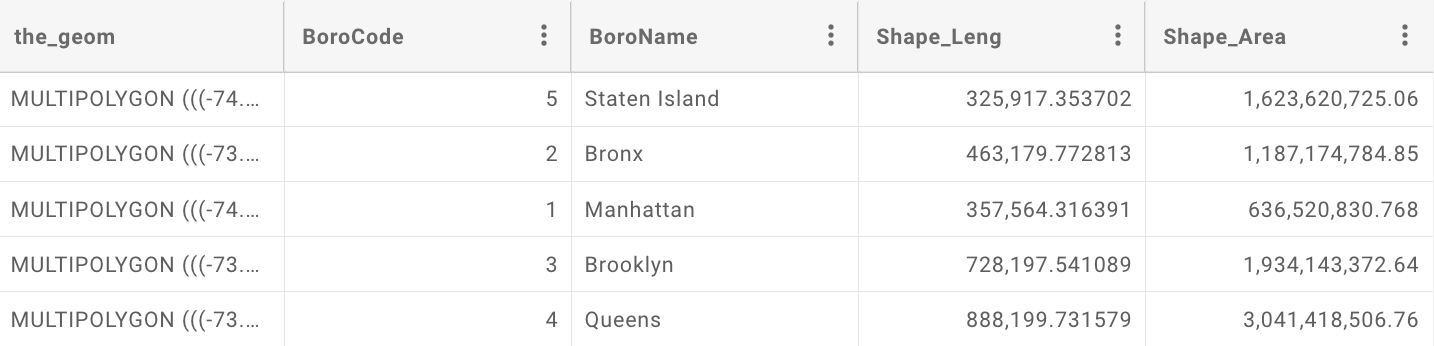 the_geom BoroCode BoroName Shape_Leng Shape_Area
MULTIPOLYGON (((-74.... 5 Staten Island 325,917.353702 1,623,620,725.06
MULTIPOLYGON (((-73.... 2 Bronx 463,179.772813 1,187,174,784.85
MULTIPOLYGON (((-74.... 1 Manhattan 357,564.316391 636,520,830.768
MULTIPOLYGON (((-73.... 3 Brooklyn 728,197.541089 1,934,143,372.64
MULTIPOLYGON (((-73.... 4 Queens 888,199.731579 3,041,418,506.76